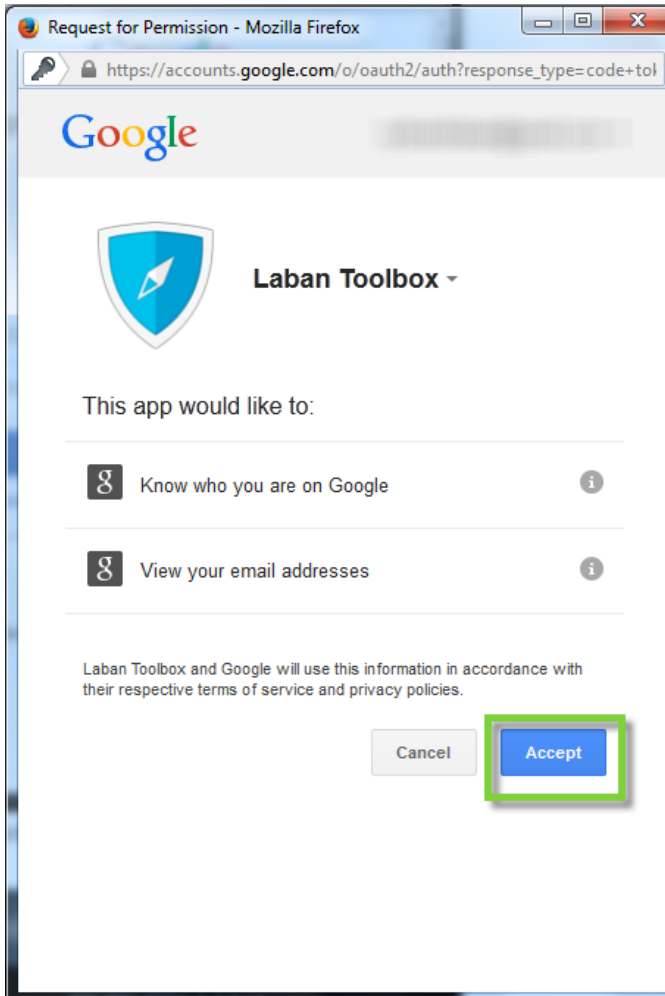 Request for Permission - Mozilla Firefox
https://accounts.google.com/o/oauth2/auth?response_type=code+tol
Google
Laban Toolbox
This app would like to:
8 Know who you are on Google
8 View your email addresses
Laban Toolbox and Google will use this information in accordance with
their respective terms of service and privacy policies.
Cancel Accept